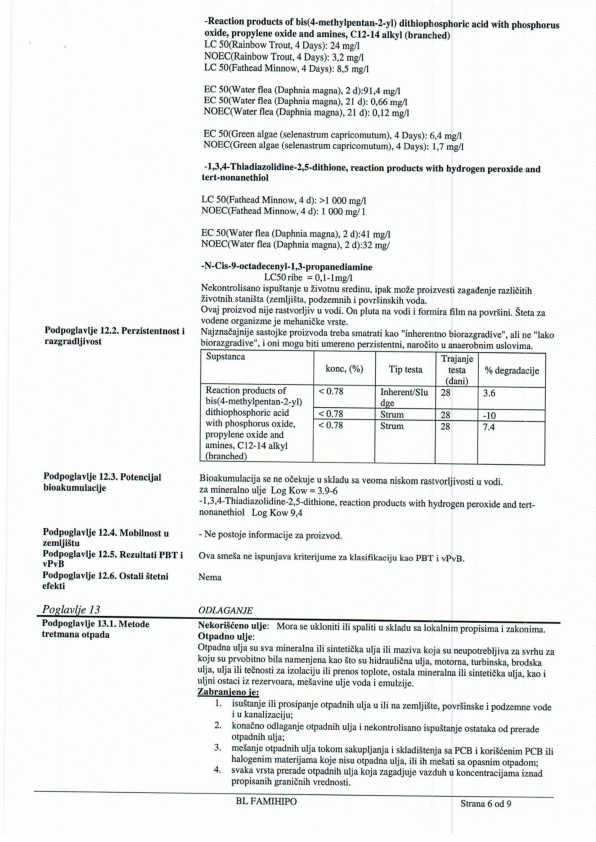 -Reaction products of bis(4-methylpentan-2-yl) dithiophosphoric acid with phosphorus
oxide, propylene oxide and amines, C12-14 alkyl (branched)
LC 50(Rainbow Trout, 4 Days): 24 mg/l
NOEC(Rainbow Trout, 4 Days): 3,2 mg/l
LC 50(Fathead Minnow, 4 Days): 8,5 mg/l
EC 50(Water flea (Daphnia magna), 2 d):91,4 mg/l
EC 50(Water flea (Daphnia magna), 21 d): 0,66 mg/l
NOEC(Water flea (Daphnia magna), 21 d): 0,12 mg/l
EC 50(Green algae (selenastrum capricomutum), 4 Days): 6,4 mg/l
NOEC(Green algae (selenastrum capricomutum), 4 Days): 1,7 mg/l
-1,3,4-Thiadiazolidine-2,5-dithione, reaction products with hydrogen peroxide and
tert-nonanethiol
LC 50(Fathead Minnow, 4 d): >1 000 mg/l
NOEC(Fathead Minnow, 4 d): 1 000 mg/ l
EC 50(Water flea (Daphnia magna), 2 d):41 mg/l
NOEC(Water flea (Daphnia magna), 2 d):32 mg/
-N-Cis-9-octadecenyl-1,3-propanediamine
LC50 ribe = 0,1-1mg/l
Nekontrolisano ispuštanje u životnu sredinu, ipak može proizvesti zagađenje različitih
životnih staništa (zemljišta, podzemnih i površinskih voda.
Ovaj proizvod nije rastvorljiv u vodi. On pluta na vodi i formira film na površini. Šteta za
vodene organizme je mehaničke vrste.
Podpoglavlje 12.2. Perzistentnost i
razgradljivost
Najznačajnije sastojke proizvoda treba smatrati kao "inherentno biorazgradive", ali ne "lako
biorazgradive", i oni mogu biti umereno perzistentni, naročito u anaerobnim uslovima.
Supstanca konc, (%) Tip testa Trajanje testa (dani) % degradacije
Reaction products of < 0.78 Inherent/Slu 28 3.6
bis(4-methylpentan-2-yl) dge
dithiophosphoric acid < 0.78 Strum 28 -10
with phosphorus oxide, < 0.78 Strum 28 7.4
propylene oxide and
amines, C12-14 alkyl
(branched)
Podpoglavlje 12.3. Potencijal
bioakumulacije
Bioakumulacija se ne očekuje u skladu sa veoma niskom rastvorljivosti u vodi.
za mineralno ulje Log Kow = 3.9-6
-1,3,4-Thiadiazolidine-2,5-dithione, reaction products with hydrogen peroxide and tert-
nonanethiol Log Kow 9,4
Podpoglavlje 12.4. Mobilnost u
zemljištu
- Ne postoje informacije za proizvod.
Podpoglavlje 12.5. Rezultati PBT i
vPvB
Ova smeša ne ispunjava kriterijume za klasifikaciju kao PBT i vPvB.
Podpoglavlje 12.6. Ostali štetni
efekti
Nema
Poglavlje 13 ODLAGANJE
Podpoglavlje 13.1. Metode
tretmana otpada
Nekorišćeno ulje: Mora se ukloniti ili spaliti u skladu sa lokalnim propisima i zakonima.
Otpadno ulje:
Otpadna ulja su sva mineralna ili sintetička ulja ili maziva koja su neupotrebljiva za svrhu za
koju su prvobitno bila namenjena kao što su hidraulična ulja, motorna, turbinska, brodska
ulja, ulja ili tečnosti za izolaciju ili prenos toplote, ostala mineralna ili sintetička ulja, kao i
uljni ostaci iz rezervoara, mešavine ulje voda i emulzije.
Zabranjeno je:
1. isuštanje ili prosipanje otpadnih ulja u ili na zemljište, površinske i podzemne vode
i u kanalizaciju;
2. konačno odlaganje otpadnih ulja i nekontrolisano ispuštanje ostataka od prerade
otpadnih ulja;
3. mešanje otpadnih ulja tokom sakupljanja i skladištenja sa PCB i korišćenim PCB ili
halogenim materijama koje nisu otpadna ulja, ili ih mešati sa opasnim otpadom;
4. svaka vrsta prerade otpadnih ulja koja zagadjuje vazduh u koncentracijama iznad
propisanih graničnih vrednosti.
BL FAMIHIPO Strana 6 od 9